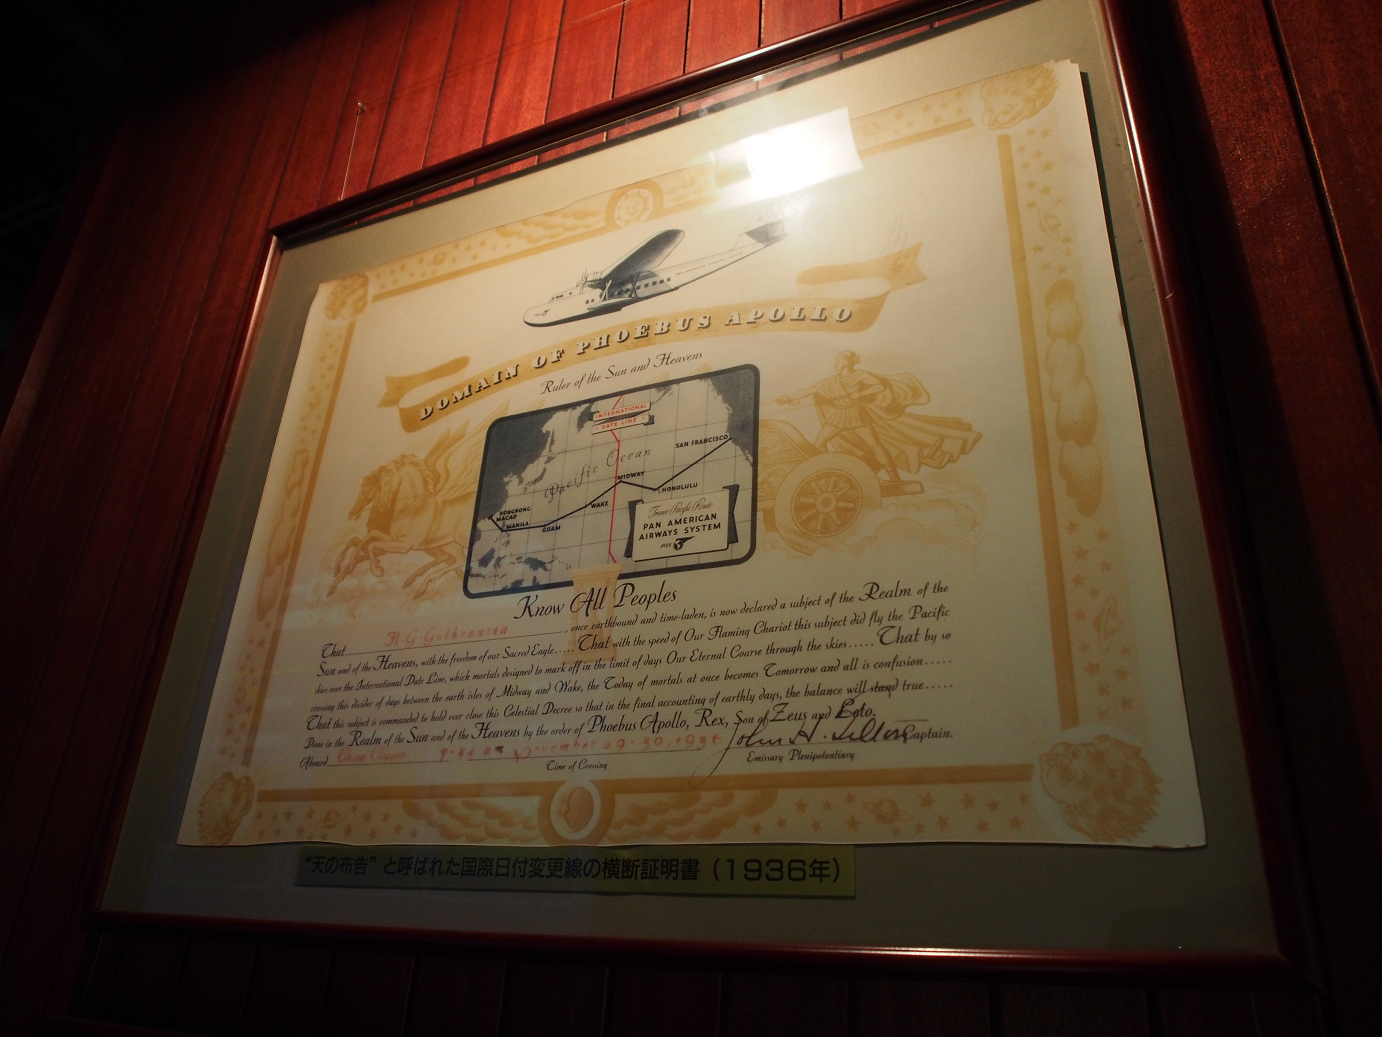 DOMAIN OF PHOEBUS APOLLO
Ruler of the Sun and Heavens
INTERNATIONAL
DATE LINE
Pacific Ocean
SAN FRANCISCO
MIDWAY
HONOLULU
WAKE
HONGKONG
MACAO
MANILA
GUAM
Trans Pacific Route
PAN AMERICAN
AIRWAYS SYSTEM
Know All Peoples
That H.G. Gulbransen, once earthbound and time-laden, is now declared a subject of the Realm of the
Sun and of the Heavens, with the freedom of our Sacred Eagle..... That with the speed of Our Flaming Chariot this subject did fly the Pacific
skies over the International Date Line, which mortals designed to mark off in the limit of days Our Eternal Course through the skies..... That by so
crossing this divider of days between the earth isles of Midway and Wake, the Today of mortals at once becomes Tomorrow and all is confusion.....
That this subject is commanded to hold ever close this Celestial Decree so that in the final accounting of earthly days, the balance will stand true.....
Done in the Realm of the Sun and of the Heavens by the order of Phoebus Apollo, Rex, Son of Zeus and Leto.
Aboard China Clipper 9:44 am November 29-30, 1936 John H. Captain.
Time of Crossing Emissary Plenipotentiary
"天の布告" と呼ばれた国際日付変更線の横断証明書（1936年）